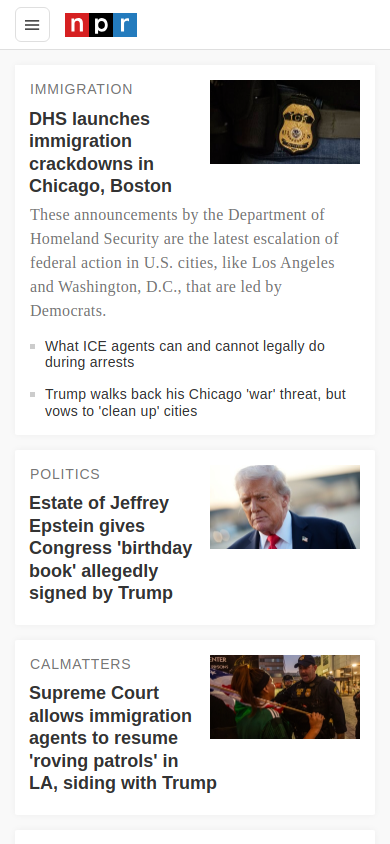 npr
IMMIGRATION
DHS launches
immigration
crackdowns in
Chicago, Boston
These announcements by the Department of
Homeland Security are the latest escalation of
federal action in U.S. cities, like Los Angeles
and Washington, D.C., that are led by
Democrats.
What ICE agents can and cannot legally do
during arrests
Trump walks back his Chicago 'war' threat, but
vows to 'clean up' cities
POLITICS
Estate of Jeffrey
Epstein gives
Congress 'birthday
book' allegedly
signed by Trump
CALMATTERS
Supreme Court
allows immigration
agents to resume
'roving patrols' in
LA, siding with Trump